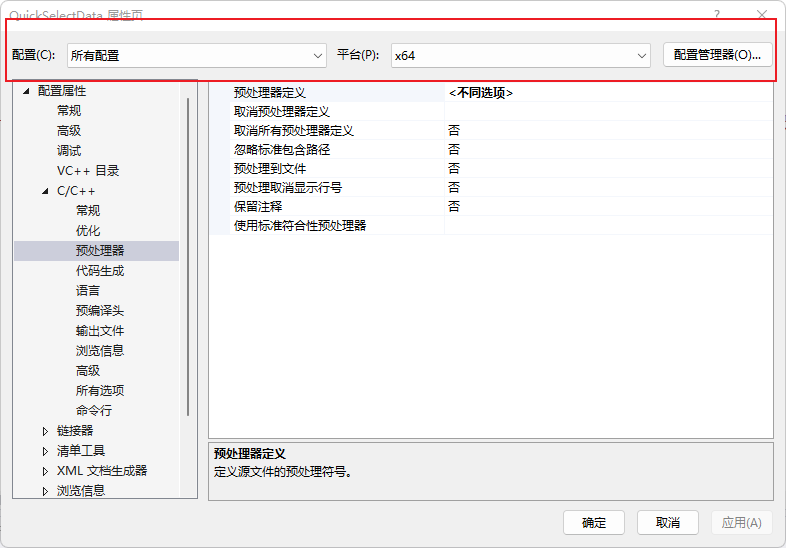 QuickSelectData 属性页
配置(C): 所有配置 平台(P): x64 配置管理器(O)...
配置属性
常规
高级
调试
VC++ 目录
C/C++
常规
优化
预处理器
代码生成
语言
预编译头
输出文件
浏览信息
高级
所有选项
命令行
链接器
清单工具
XML 文档生成器
浏览信息
预处理器定义 <不同选项>
取消预处理器定义
取消所有预处理器定义 否
忽略标准包含路径 否
预处理到文件 否
预处理取消显示行号 否
保留注释 否
使用标准符合性预处理器
预处理器定义
定义源文件的预处理符号。
确定 取消 应用(A)